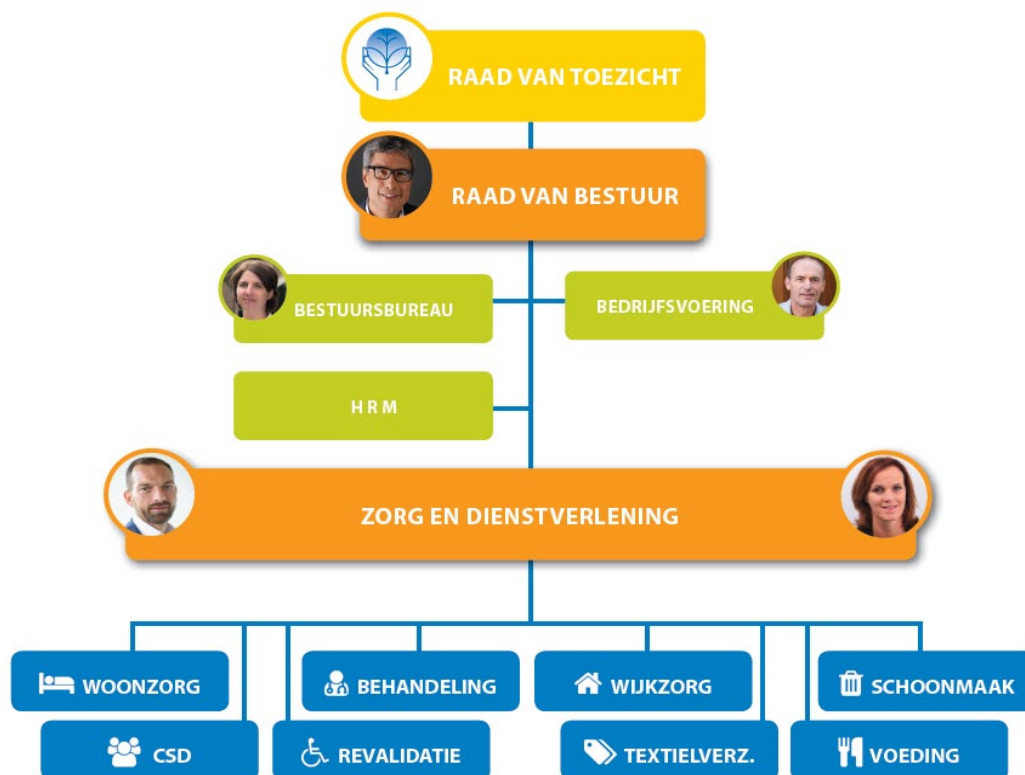 RAAD VAN TOEZICHT
RAAD VAN BESTUUR
BESTUURSBUREAU
BEDRIJFSVOERING
H R M
ZORG EN DIENSTVERLENING
WOONZORG
BEHANDELING
WIJKZORG
SCHOONMAAK
CSD
REVALIDATIE
TEXTIELVERZ.
VOEDING